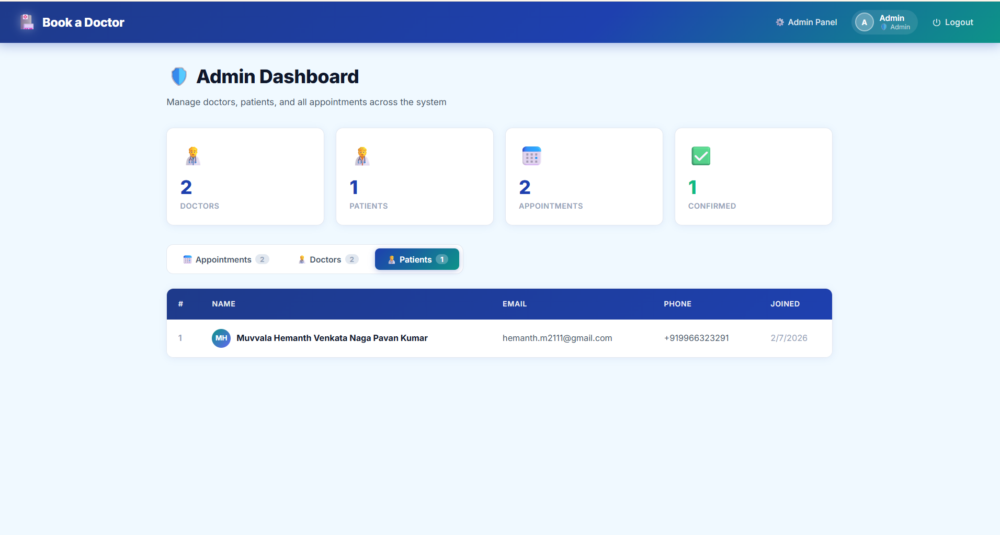 Book a Doctor
Admin Panel
A
Admin
Admin
Logout
Admin Dashboard
Manage doctors, patients, and all appointments across the system
2
DOCTORS
1
PATIENTS
2
APPOINTMENTS
1
CONFIRMED
Appointments 2
Doctors 2
Patients 1
# NAME EMAIL PHONE JOINED
1 MH Muvvala Hemanth Venkata Naga Pavan Kumar hemanth.m2111@gmail.com +919966323291 2/7/2026